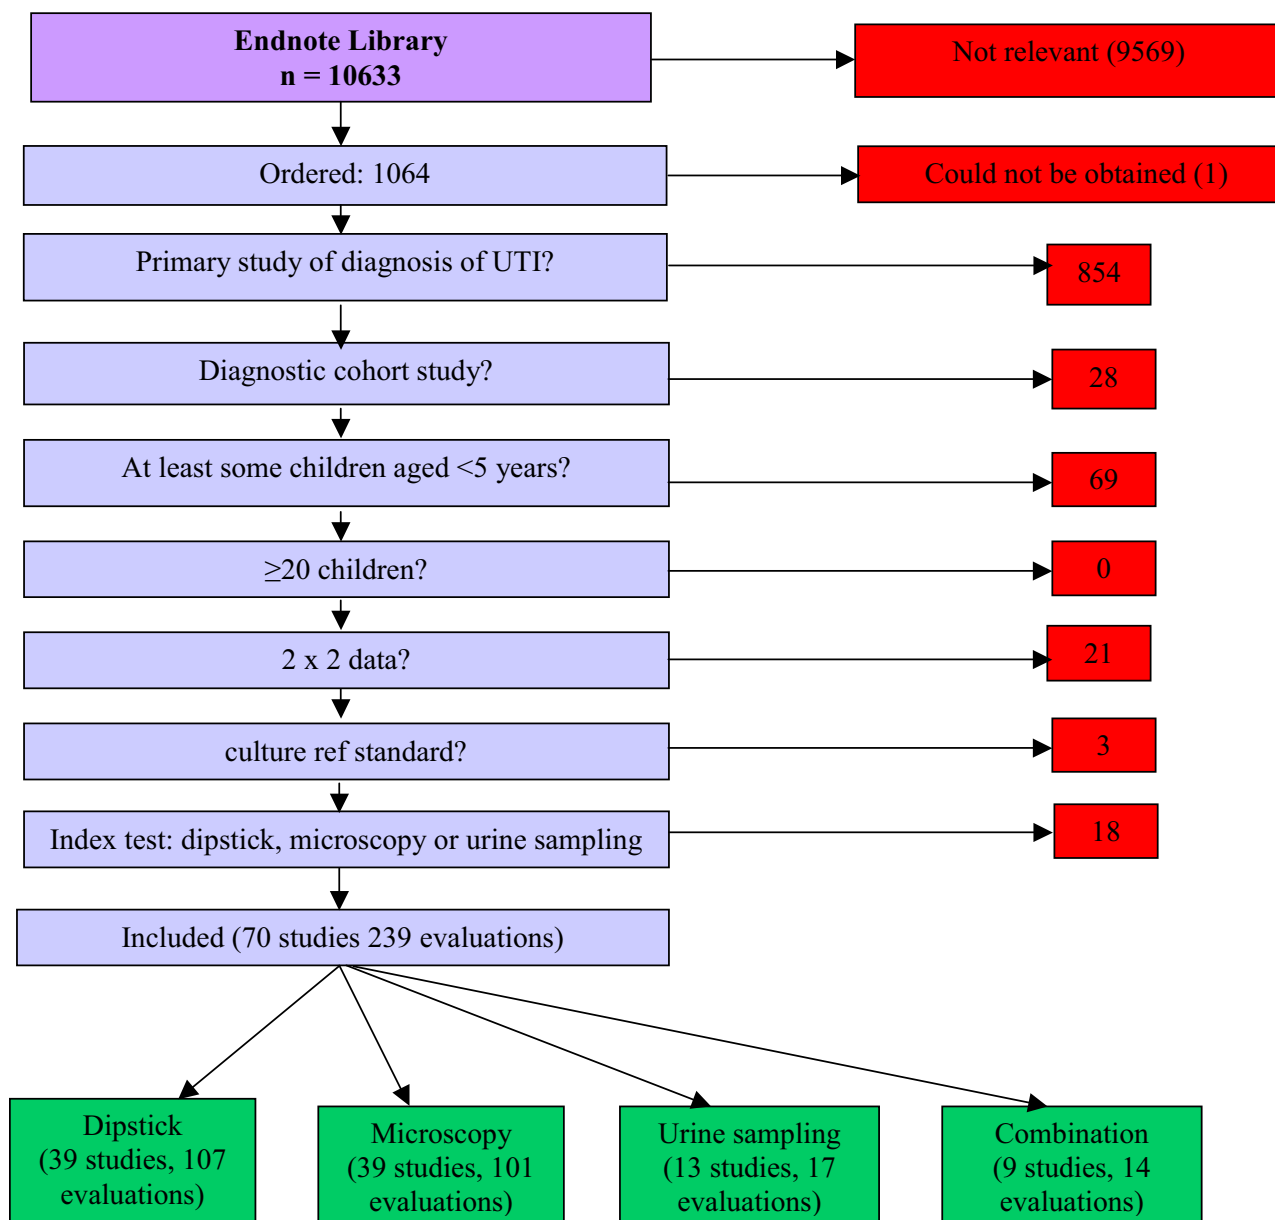 Endnote Library
n = 10633
Not relevant (9569)
Ordered: 1064
Could not be obtained (1)
Primary study of diagnosis of UTI?
854
Diagnostic cohort study?
28
At least some children aged <5 years?
69
≥20 children?
0
2 x 2 data?
21
culture ref standard?
3
Index test: dipstick, microscopy or urine sampling
18
Included (70 studies 239 evaluations)
Dipstick
(39 studies, 107
evaluations)
Microscopy
(39 studies, 101
evaluations)
Urine sampling
(13 studies, 17
evaluations)
Combination
(9 studies, 14
evaluations)